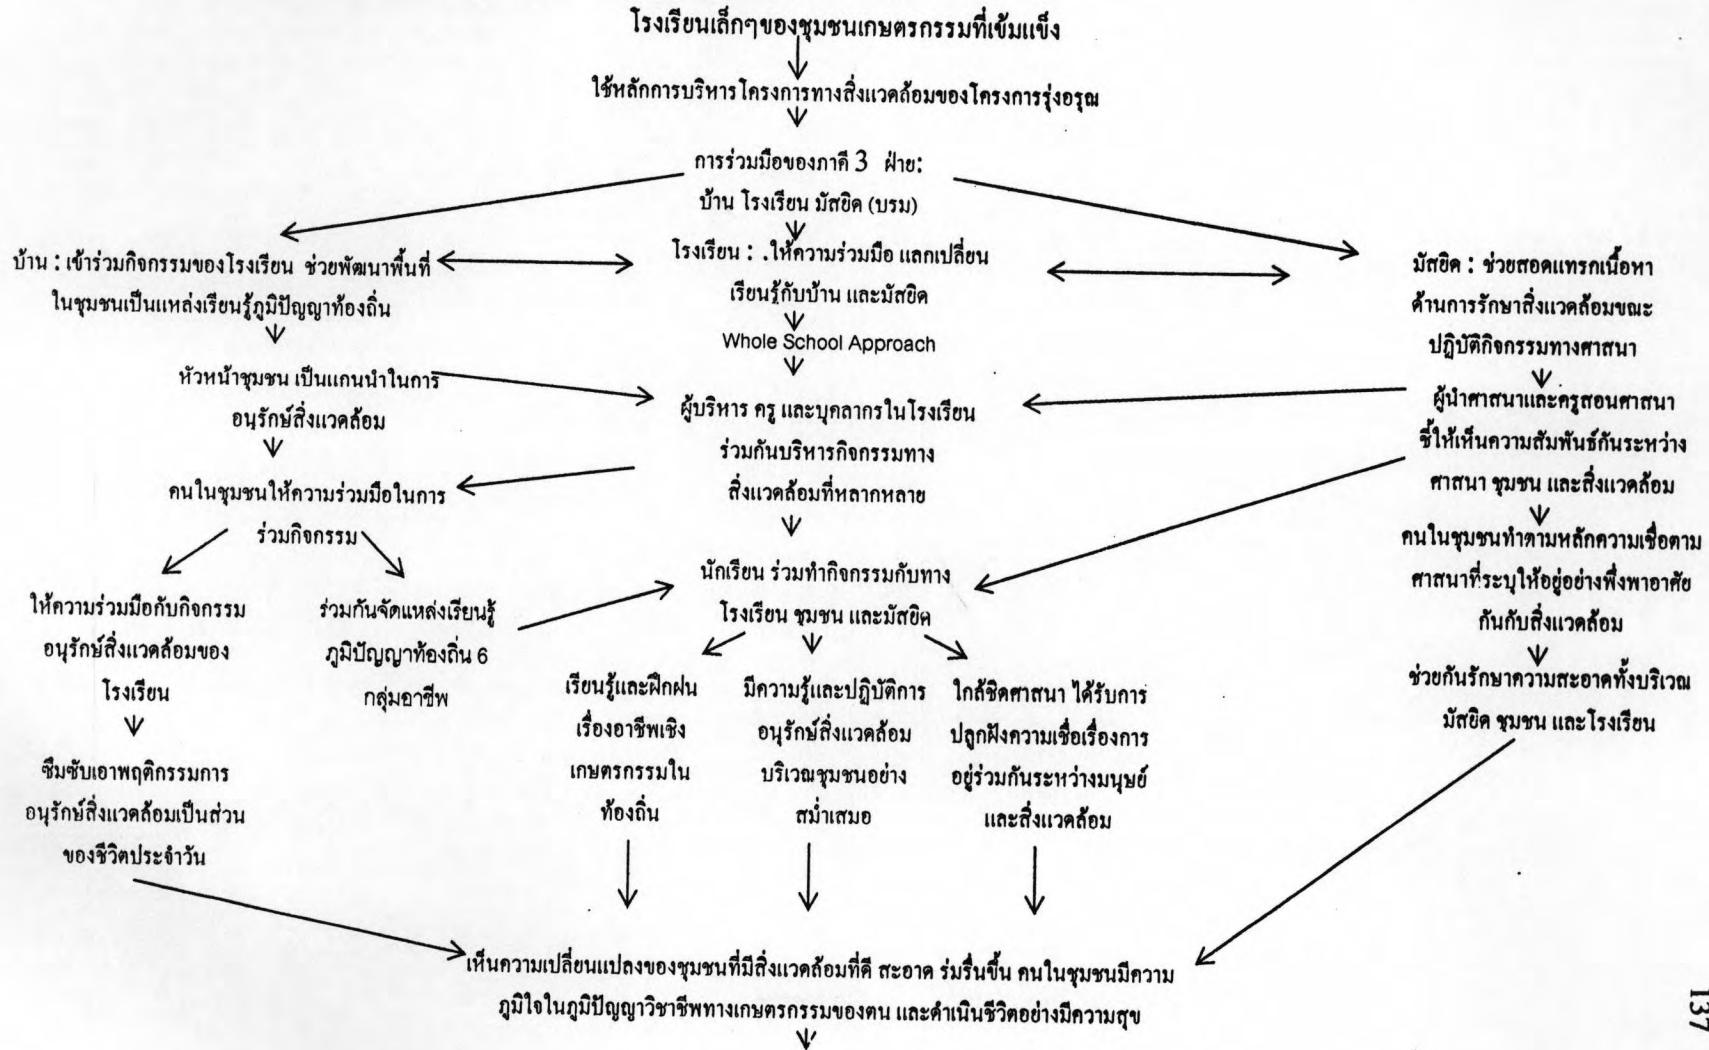 โรงเรียนเล็กๆของชุมชนเกษตรกรรมที่เข้มแข็ง
ใช้หลักการบริหารโครงการทางสิ่งแวดล้อมของโครงการรุ่งอรุณ
การร่วมมือของภาคี 3 ฝ่าย:
บ้าน โรงเรียน มัสยิด (บรม)
บ้าน : เข้าร่วมกิจกรรมของโรงเรียน ช่วยพัฒนาพื้นที่
ในชุมชนเป็นแหล่งเรียนรู้ภูมิปัญญาท้องถิ่น
หัวหน้าชุมชน เป็นแกนนำในการ
อนุรักษ์สิ่งแวดล้อม
คนในชุมชนให้ความร่วมมือในการ
ร่วมกิจกรรม
ให้ความร่วมมือกับกิจกรรม
อนุรักษ์สิ่งแวดล้อมของ
โรงเรียน
ซึมซับเอาพฤติกรรมการ
อนุรักษ์สิ่งแวดล้อมเป็นส่วน
ของชีวิตประจำวัน
ร่วมกันจัดแหล่งเรียนรู้
ภูมิปัญญาท้องถิ่น 6
กลุ่มอาชีพ
โรงเรียน : .ให้ความร่วมมือ แลกเปลี่ยน
เรียนรู้กับบ้าน และมัสยิด
Whole School Approach
ผู้บริหาร ครู และบุคลากรในโรงเรียน
ร่วมกันบริหารกิจกรรมทาง
สิ่งแวดล้อมที่หลากหลาย
นักเรียน ร่วมทำกิจกรรมกับทาง
โรงเรียน ชุมชน และมัสยิด
เรียนรู้และฝึกฝน
เรื่องอาชีพเชิง
เกษตรกรรมใน
ท้องถิ่น
มีความรู้และปฏิบัติการ
อนุรักษ์สิ่งแวดล้อม
บริเวณชุมชนอย่าง
สม่ำเสมอ
ใกล้ชิดศาสนา ได้รับการ
ปลูกฝังความเชื่อเรื่องการ
อยู่ร่วมกันระหว่างมนุษย์
และสิ่งแวดล้อม
มัสยิด : ช่วยสอดแทรกเนื้อหา
ด้านการรักษาสิ่งแวดล้อมขณะ
ปฏิบัติกิจกรรมทางศาสนา
ผู้นำศาสนาและครูสอนศาสนา
ชี้ให้เห็นความสัมพันธ์กันระหว่าง
ศาสนา ชุมชน และสิ่งแวดล้อม
คนในชุมชนทำตามหลักความเชื่อตาม
ศาสนาที่ระบุให้อยู่อย่างพึ่งพาอาศัย
กันกับสิ่งแวดล้อม
ช่วยกันรักษาความสะอาดทั้งบริเวณ
มัสยิด ชุมชน และโรงเรียน
เห็นความเปลี่ยนแปลงของชุมชนที่มีสิ่งแวดล้อมที่ดี สะอาด ร่มรื่นขึ้น คนในชุมชนมีความ
ภูมิใจในภูมิปัญญาวิชาชีพทางเกษตรกรรมของตน และดำเนินชีวิตอย่างมีความสุข
137